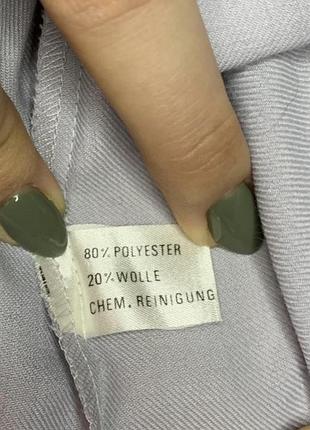 80% POLYESTER
20% WOLLE
CHEM. REINIGUNG